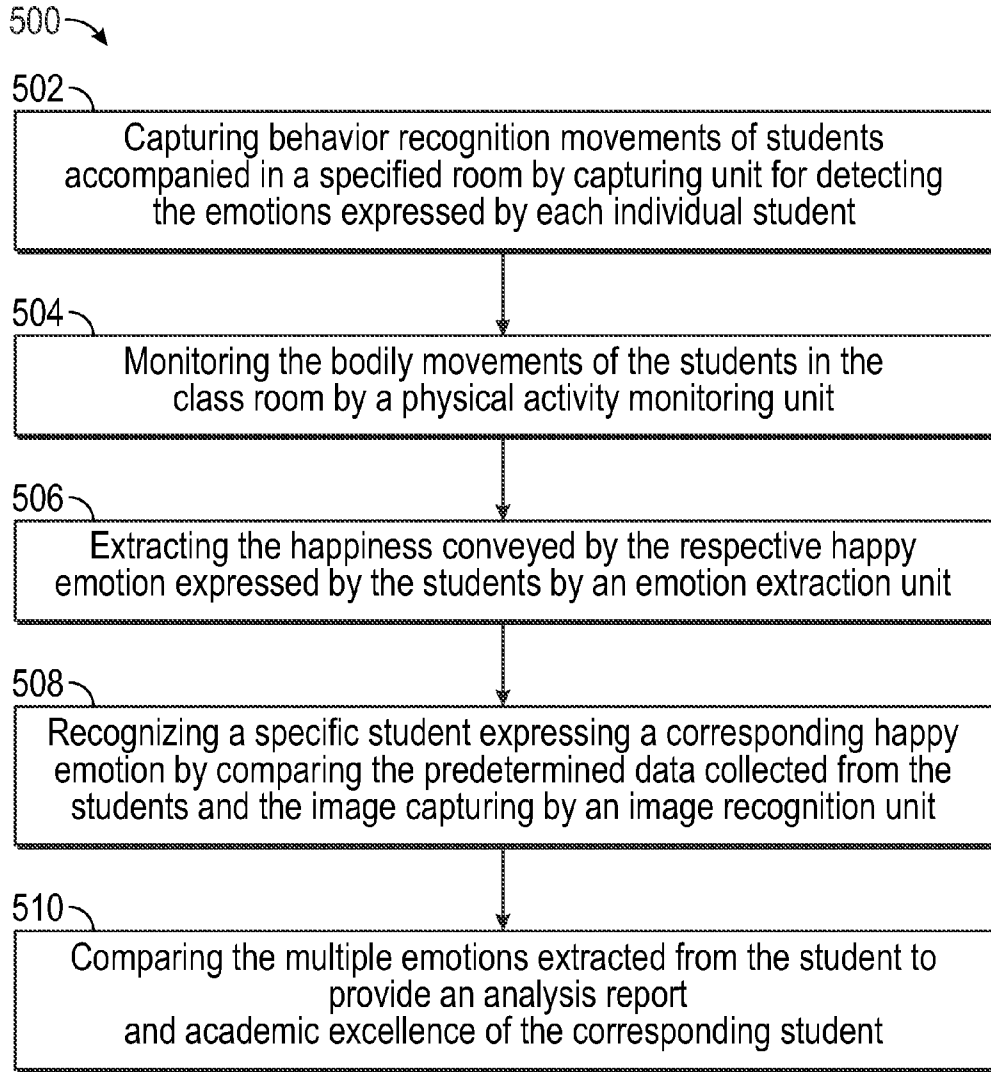 500
502
Capturing behavior recognition movements of students
accompanied in a specified room by capturing unit for detecting
the emotions expressed by each individual student
504
Monitoring the bodily movements of the students in the
class room by a physical activity monitoring unit
506
Extracting the happiness conveyed by the respective happy
emotion expressed by the students by an emotion extraction unit
508
Recognizing a specific student expressing a corresponding happy
emotion by comparing the predetermined data collected from the
students and the image capturing by an image recognition unit
510
Comparing the multiple emotions extracted from the student to
provide an analysis report
and academic excellence of the corresponding student